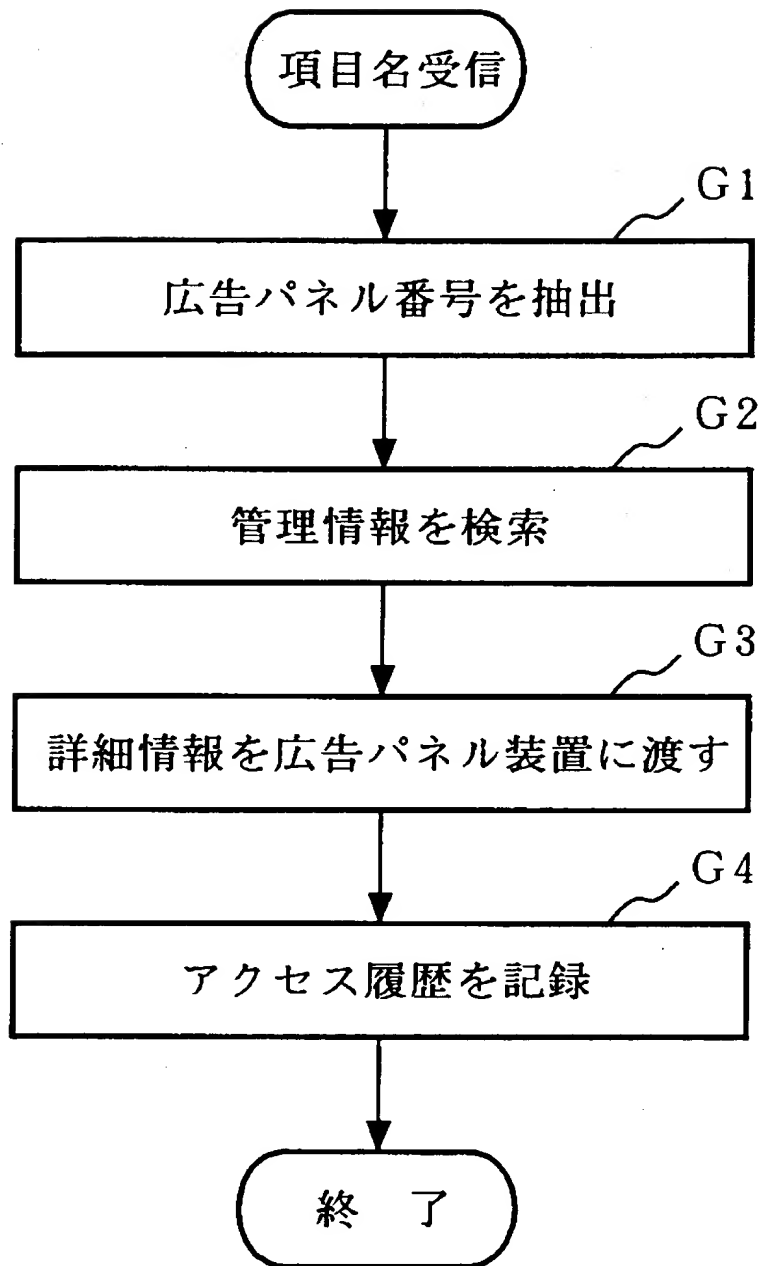 項目名受信
G1
広告パネル番号を抽出
G2
管理情報を検索
G3
詳細情報を広告パネル装置に渡す
G4
アクセス履歴を記録
終 了